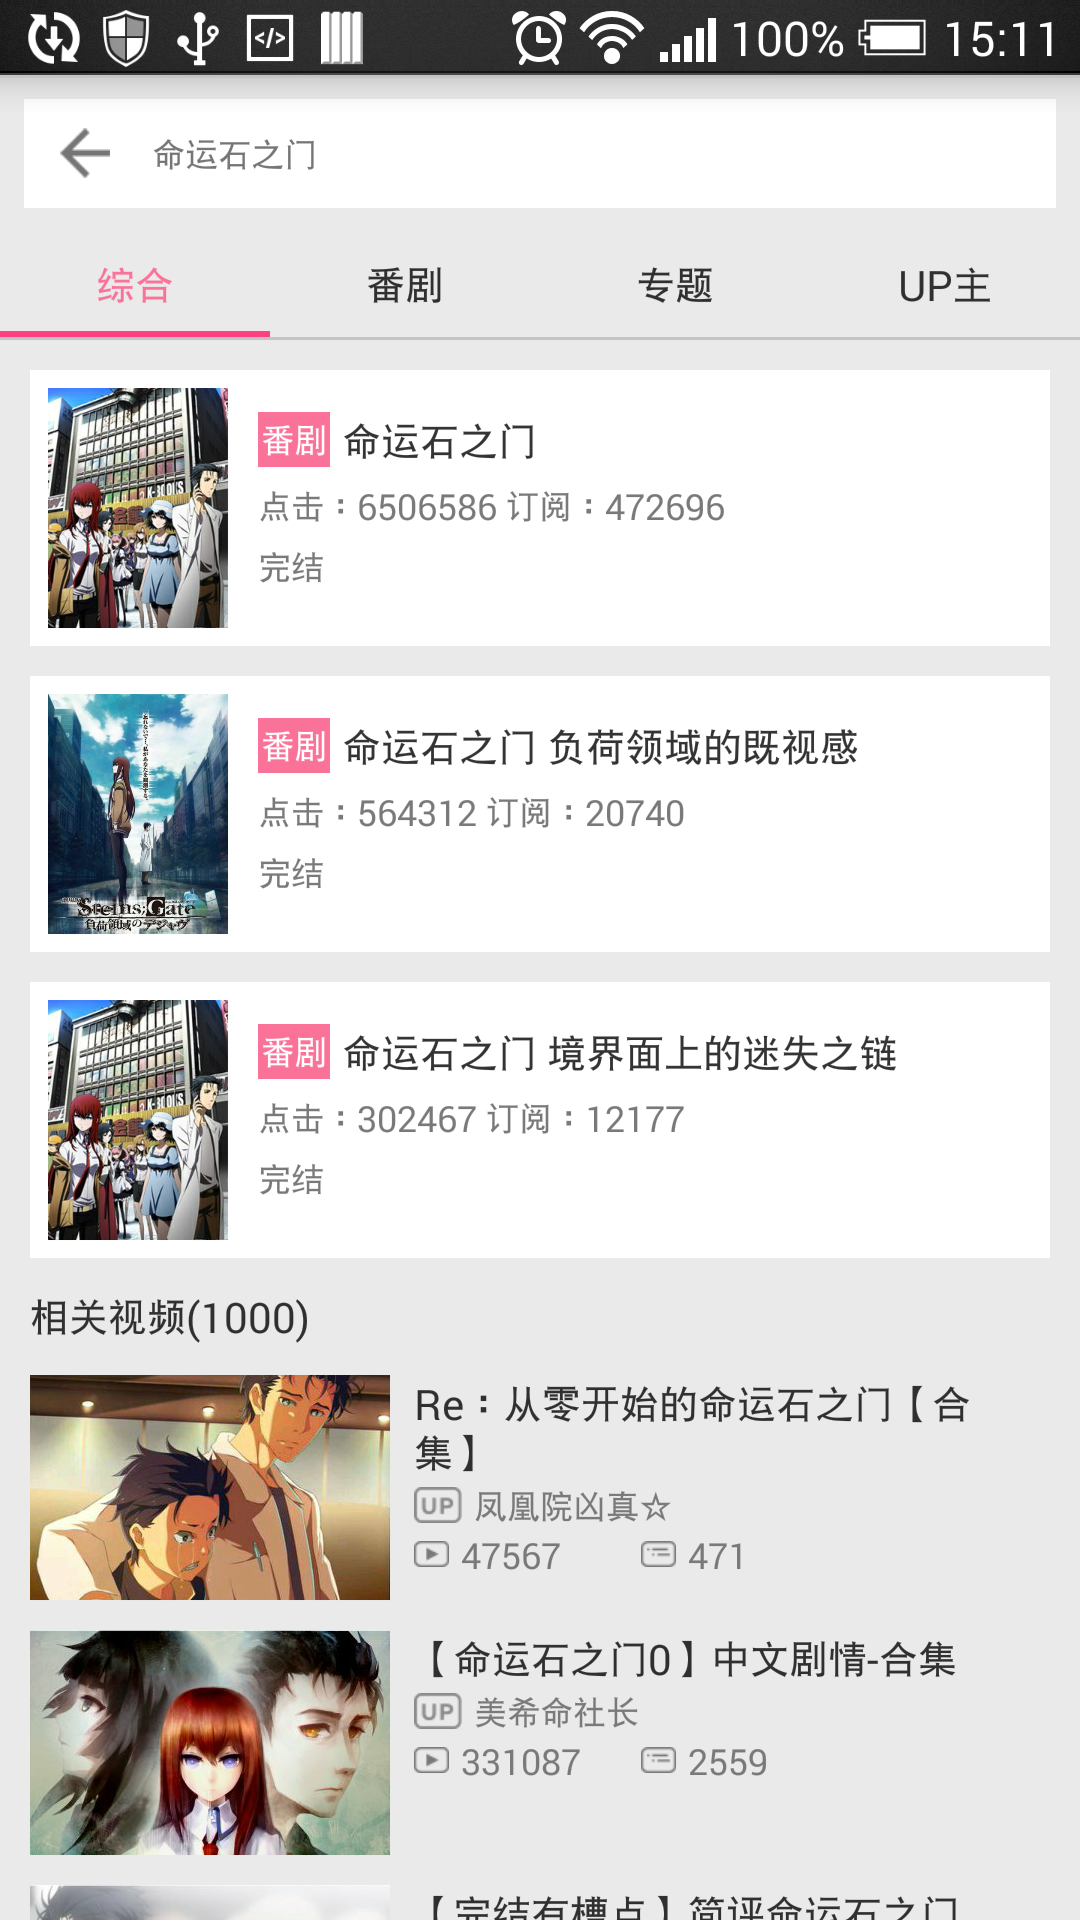 100% 15:11
命运石之门
综合 番剧 专题 UP主
番剧 命运石之门
点击：6506586 订阅：472696
完结
番剧 命运石之门 负荷领域的既视感
点击：564312 订阅：20740
完结
Steins;Gate
負荷領域のデジャヴ
番剧 命运石之门 境界面上的迷失之链
点击：302467 订阅：12177
完结
相关视频(1000)
Re：从零开始的命运石之门【合
集】
UP 凤凰院凶真☆
47567 471
【命运石之门0】中文剧情-合集
UP 美希命社长
331087 2559
【完结有槽点】简评命运石之门